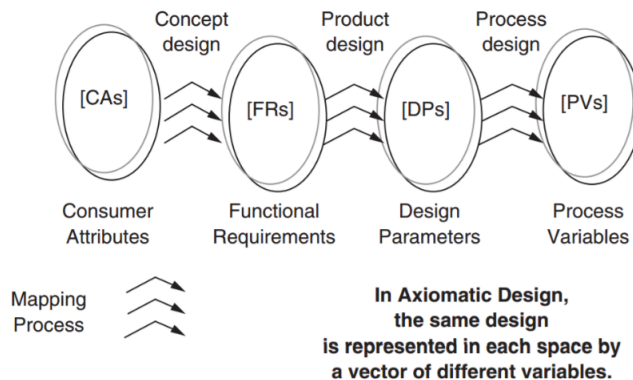 Concept
design
Product
design
Process
design
[CAs]
[FRs]
[DPs]
[PVs]
Consumer
Attributes
Functional
Requirements
Design
Parameters
Process
Variables
Mapping
Process
In Axiomatic Design,
the same design
is represented in each space by
a vector of different variables.